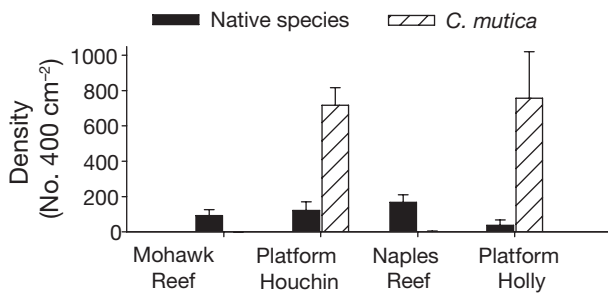 Native species C. mutica
Density
(No. 400 cm⁻²)
1000
800
600
400
200
0
Mohawk Reef
Platform Houchin
Naples Reef
Platform Holly